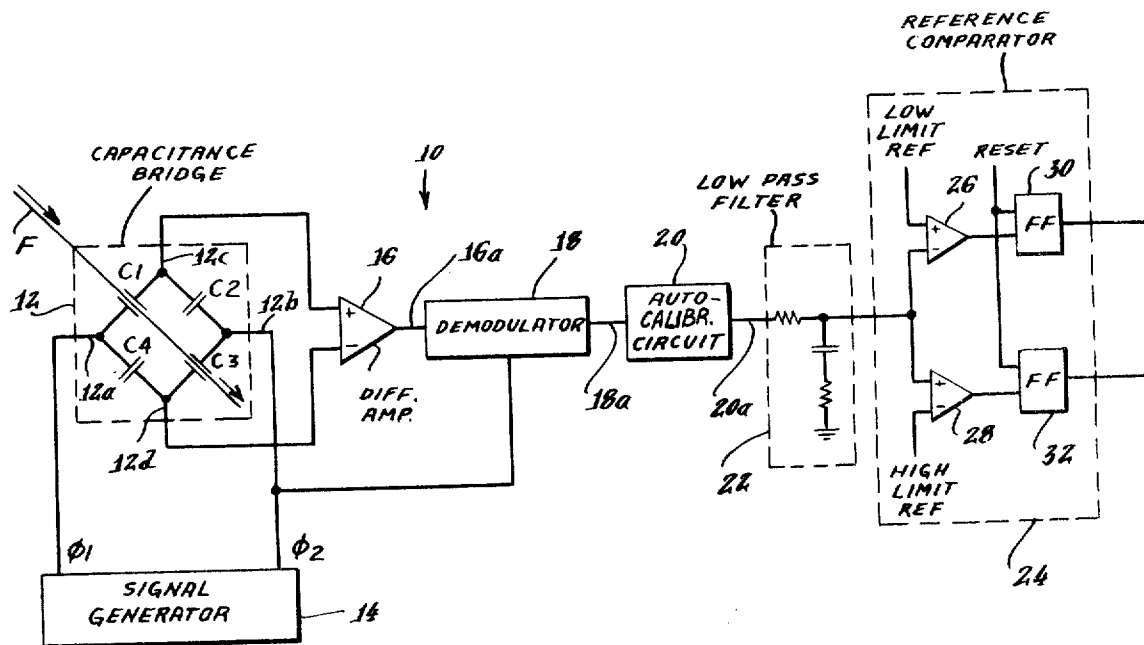 REFERENCE
COMPARATOR
LOW
LIMIT
REF
RESET
26
30
FF
CAPACITANCE
BRIDGE
10
LOW PASS
FILTER
F
12
C1
12c
C2
12b
C4
C3
12a
12d
16
+
−
16a
DIFF.
AMP.
18
DEMODULATOR
18a
20
AUTO-
CALIBR.
CIRCUIT
20a
22
+
−
+
−
28
FF
32
HIGH
LIMIT
REF
24
ϕ1
ϕ2
SIGNAL
GENERATOR
14